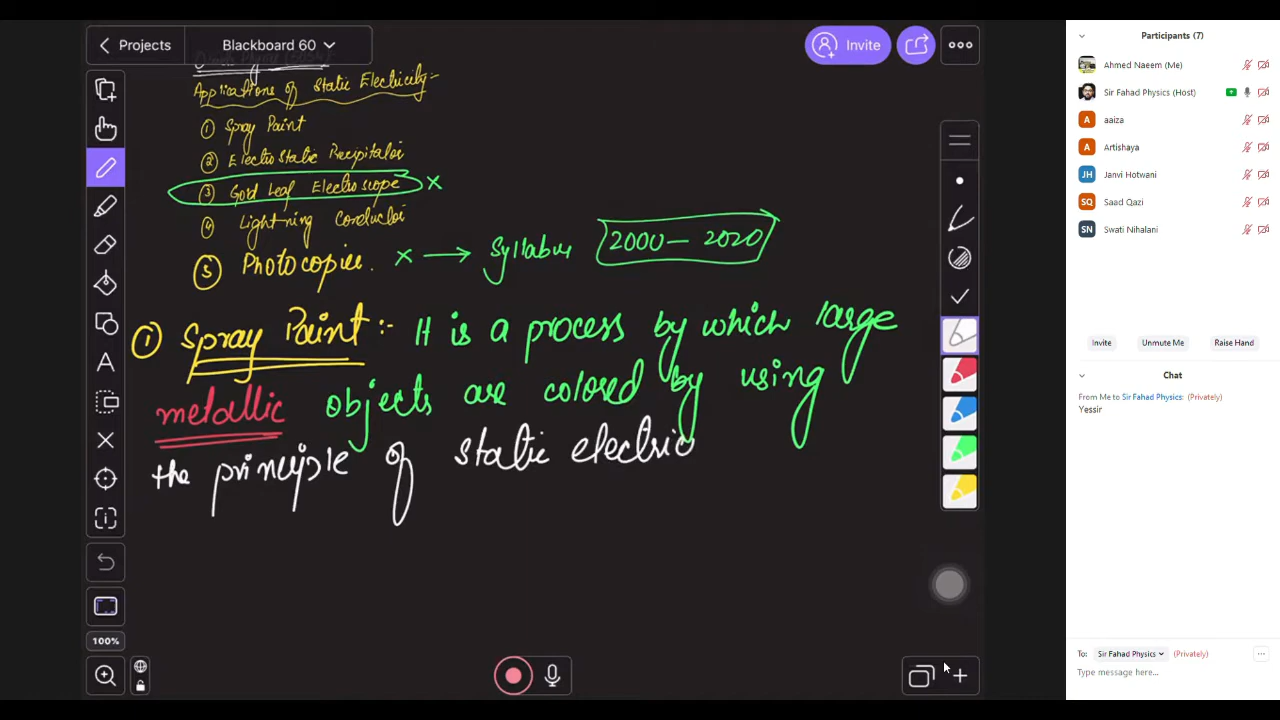 Projects
Blackboard 60
Invite
Applications of Static Electricity:-
① Spray Paint
② Electrostatic Precipitator
③ Gold Leaf Electroscope x
④ Lightning Conductor
⑤ Photocopier. x → Syllabus 2000 - 2020
① Spray Paint :- It is a process by which large
metallic objects are colored by using
the principle of static electric
100%
Participants (7)
Ahmed Naeem (Me)
Sir Fahad Physics (Host)
A aaiza
A Artishaya
JH Janvi Hotwani
SQ Saad Qazi
SN Swati Nihalani
Invite Unmute Me Raise Hand
Chat
From Me to Sir Fahad Physics: (Privately)
Yessir
To: Sir Fahad Physics (Privately)
Type message here...